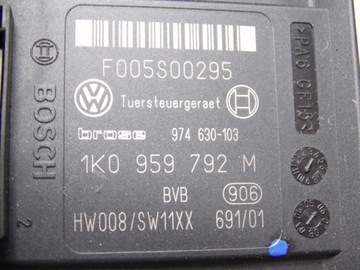 F005S00295
Tuersteuergeraet
brose 974 630-103
1K0 959 792 M
BVB 906
HW008/SW11XX 691/01
BOSCH
2